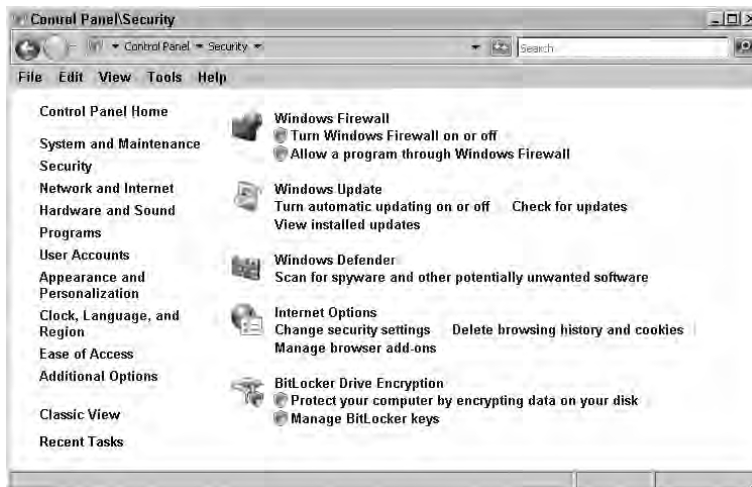 Control Panel\Security
Control Panel Security
Search
File Edit View Tools Help
Control Panel Home
System and Maintenance
Security
Network and Internet
Hardware and Sound
Programs
User Accounts
Appearance and
Personalization
Clock, Language, and
Region
Ease of Access
Additional Options
Classic View
Recent Tasks
Windows Firewall
Turn Windows Firewall on or off
Allow a program through Windows Firewall
Windows Update
Turn automatic updating on or off Check for updates
View installed updates
Windows Defender
Scan for spyware and other potentially unwanted software
Internet Options
Change security settings Delete browsing history and cookies
Manage browser add-ons
BitLocker Drive Encryption
Protect your computer by encrypting data on your disk
Manage BitLocker keys